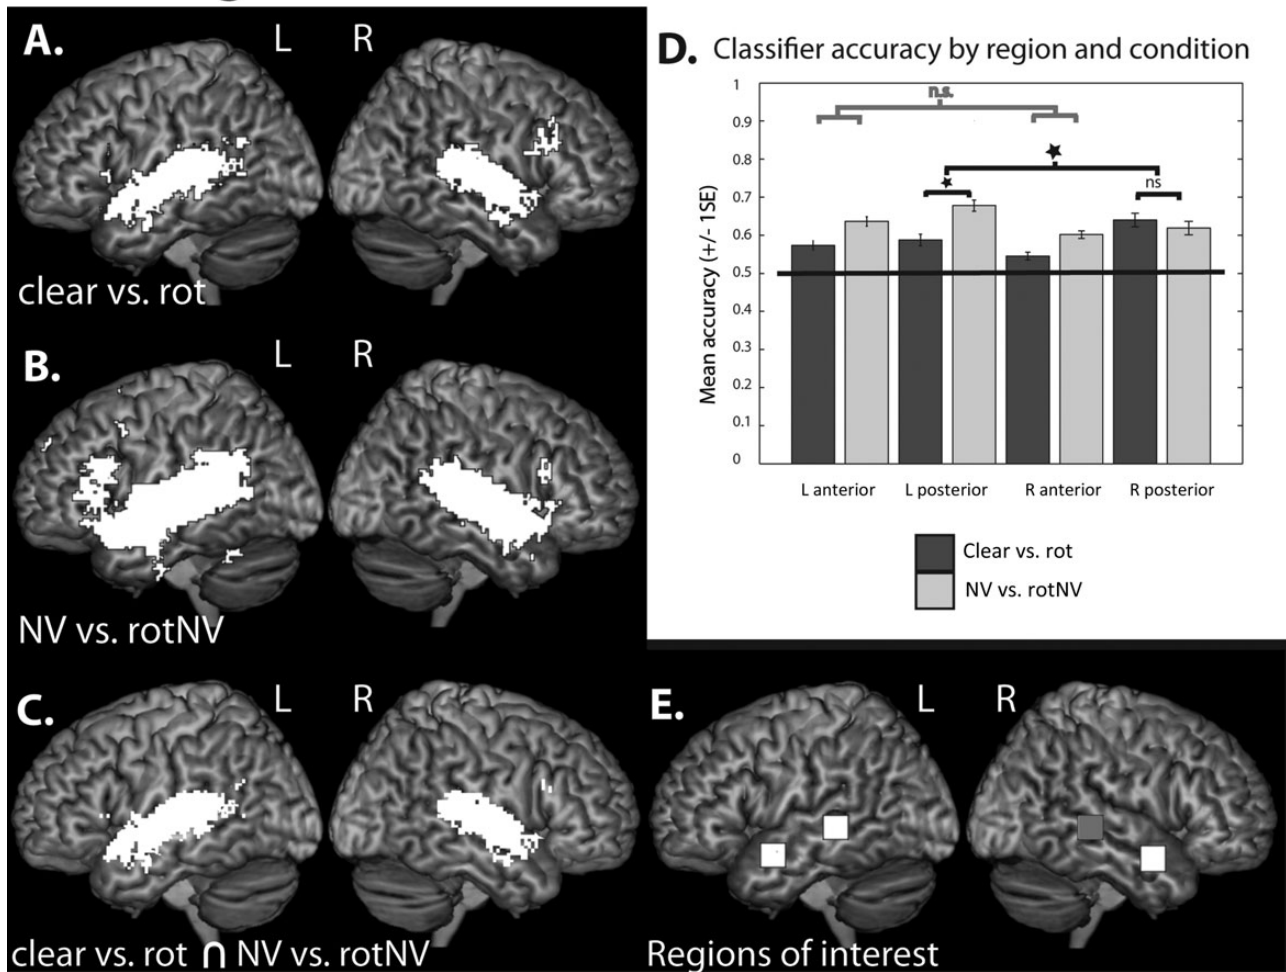 A.
L R
clear vs. rot
B.
L R
NV vs. rotNV
C.
L R
clear vs. rot ∩ NV vs. rotNV
D. Classifier accuracy by region and condition
Mean accuracy (+/- 1SE)
1
0.9
0.8
0.7
0.6
0.5
0.4
0.3
0.2
0.1
0
n.s.
★
★
ns
L anterior L posterior R anterior R posterior
Clear vs. rot
NV vs. rotNV
E.
L R
Regions of interest